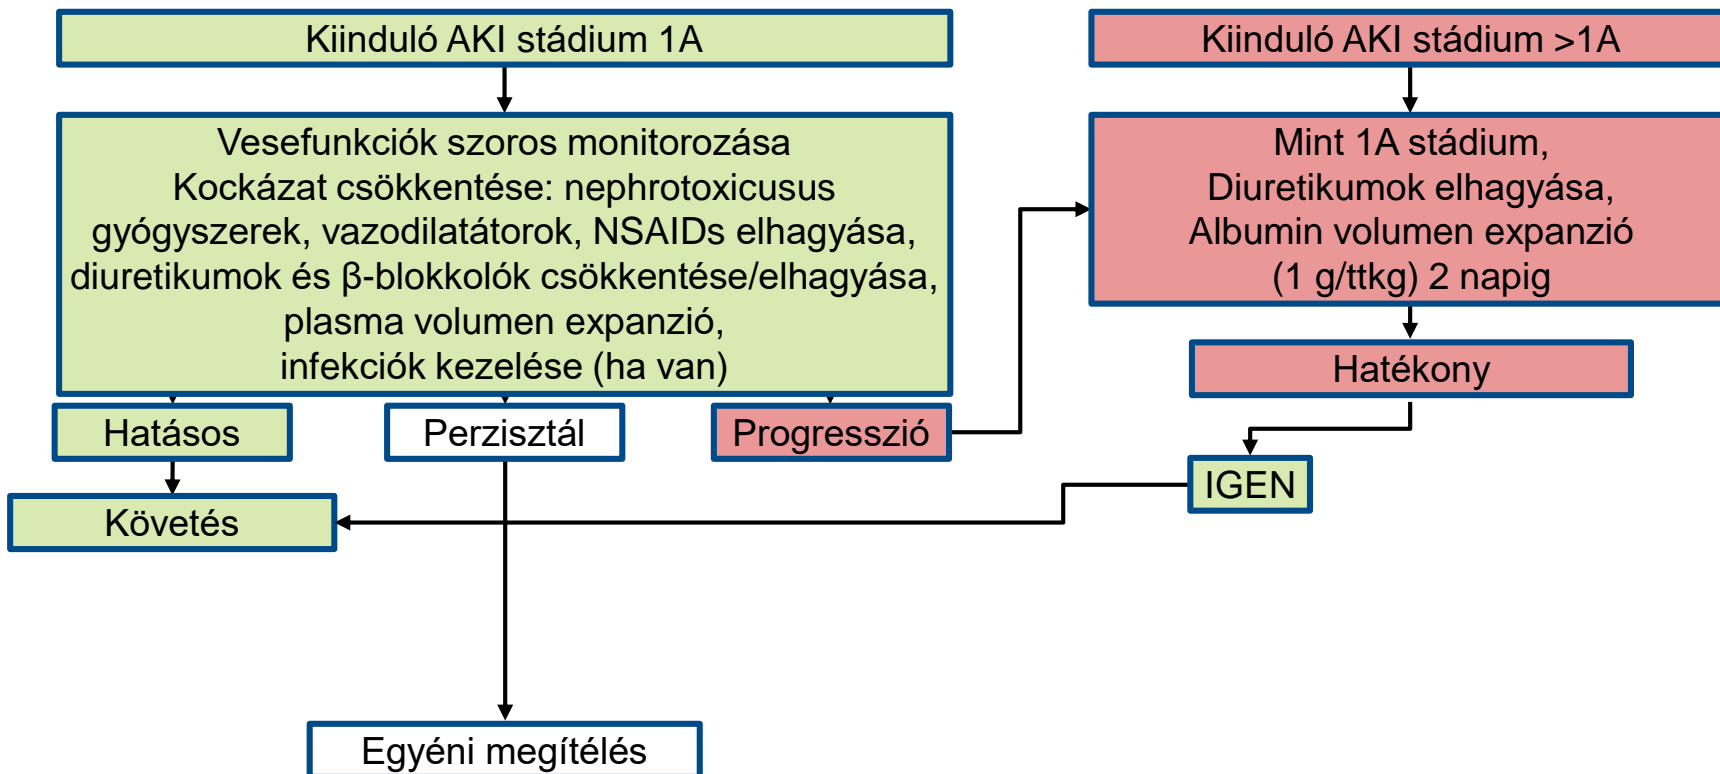 Kiinduló AKI stádium 1A
Kiinduló AKI stádium >1A
Vesefunkciók szoros monitorozása
Kockázat csökkentése: nephrotoxicusus
gyógyszerek, vazodilatátorok, NSAIDs elhagyása,
diuretikumok és β-blokkolók csökkentése/elhagyása,
plasma volumen expanzió,
infekciók kezelése (ha van)
Mint 1A stádium,
Diuretikumok elhagyása,
Albumin volumen expanzió
(1 g/ttkg) 2 napig
Hatékony
Hatásos
Perzisztál
Progresszió
IGEN
Követés
Egyéni megítélés